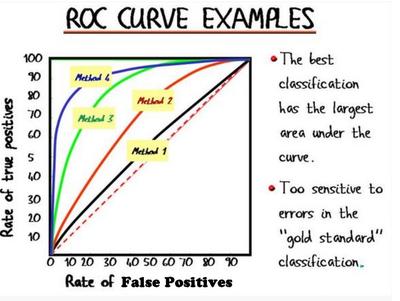 ROC CURVE EXAMPLES
Rate of true positives
100
90
80
70
60
5
40
30
20
10
Method 4
Method 3
Method 2
Method 1
0 10 20 30 40 50 60 70 80 90
Rate of False Positives
• The best
classification
has the largest
area under the
curve.
• Too sensitive to
errors in the
"gold standard"
classification.